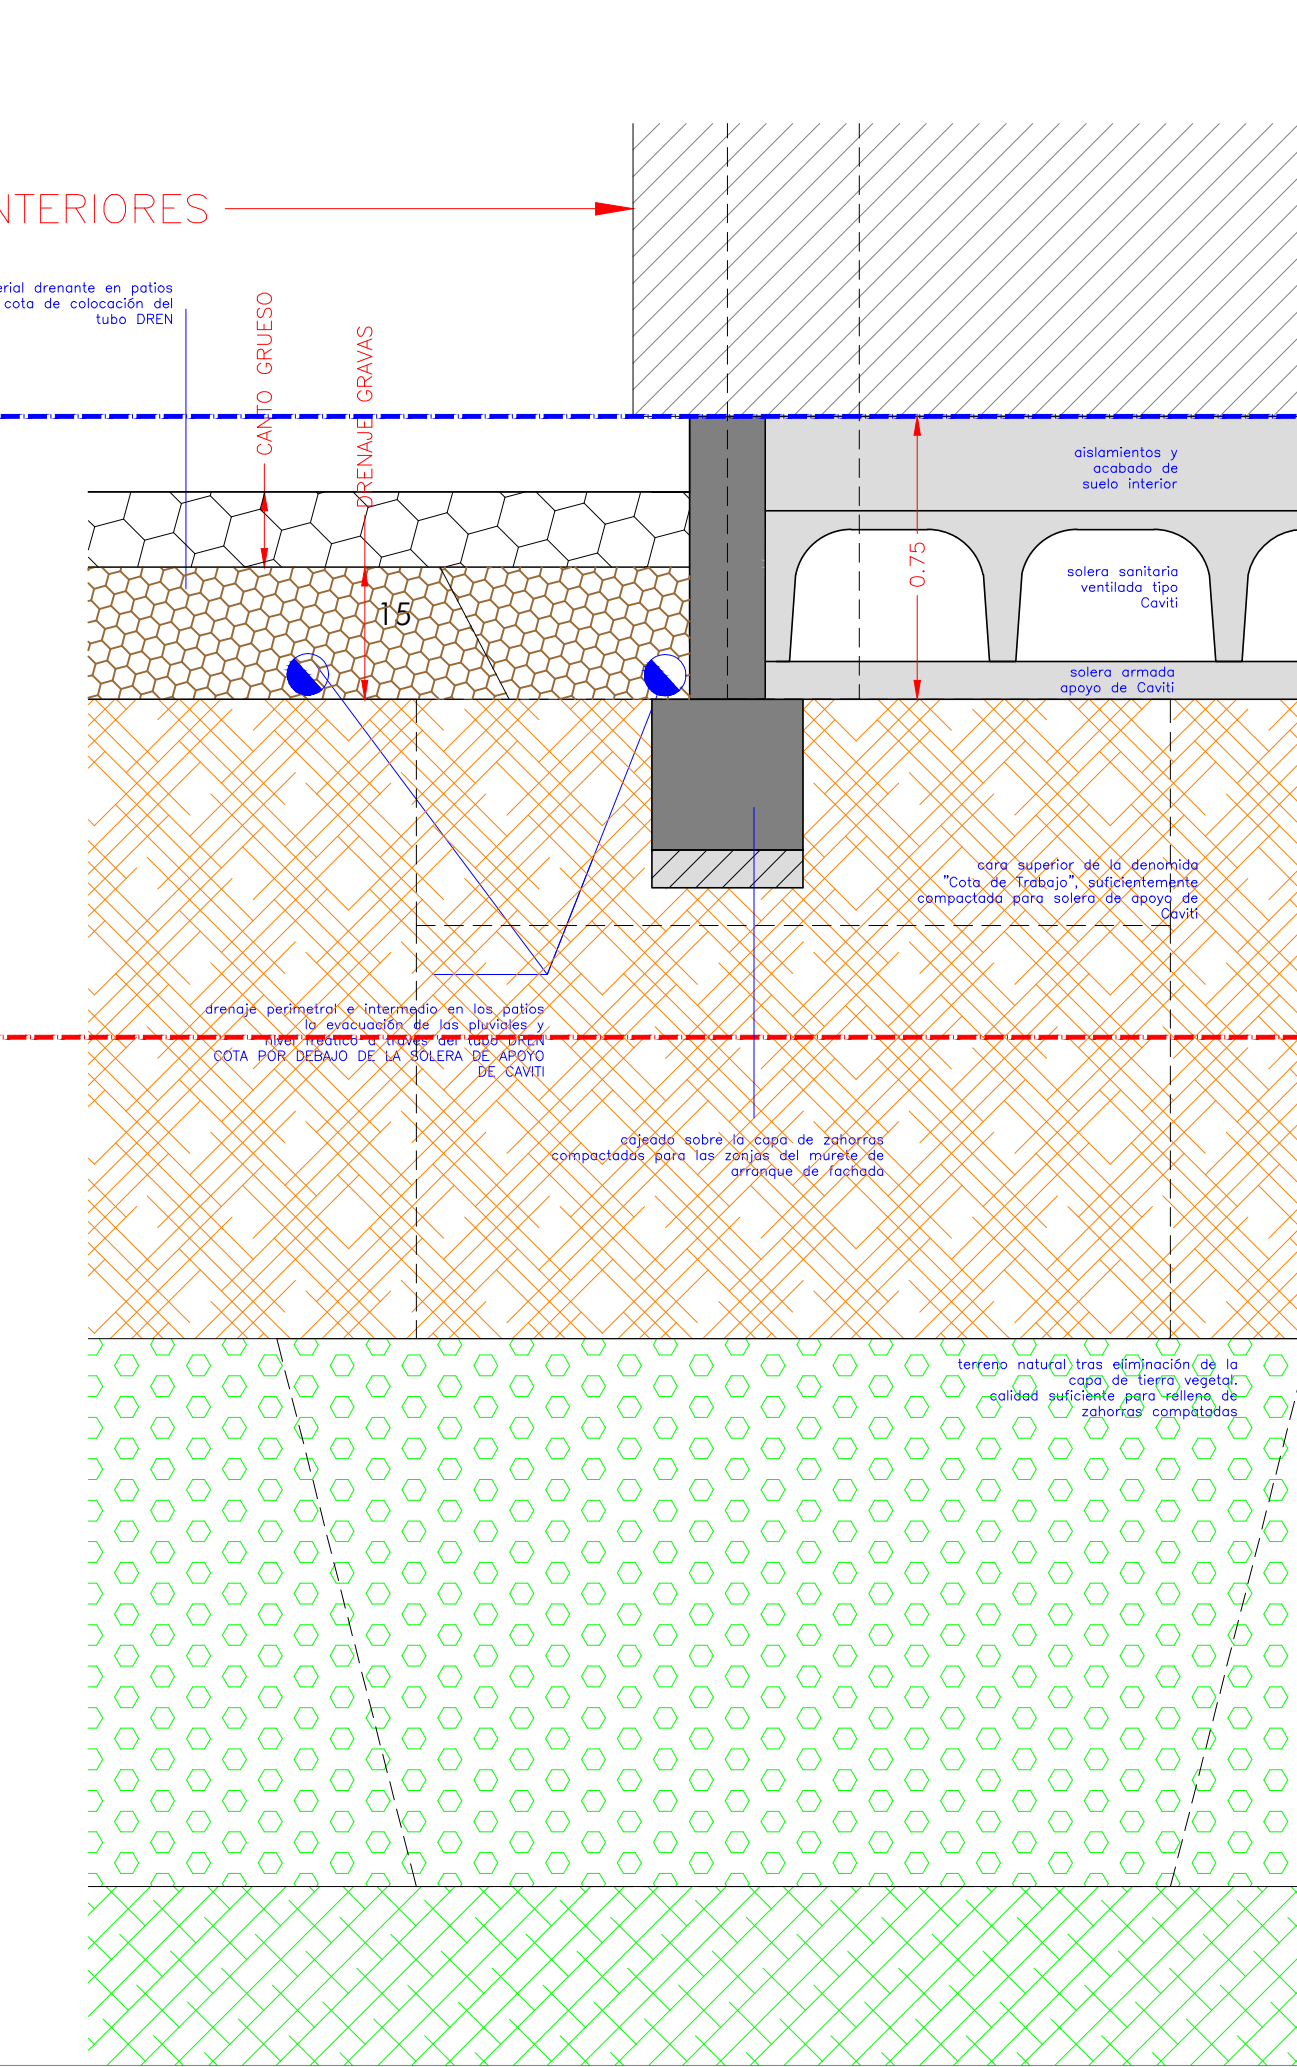 NTERIORES
erial drenante en patios
cota de colocación del
tubo DREN
CANTO GRUESO
DRENAJE GRAVAS
15
0.75
aislamientos y
acabado de
suelo interior
solera sanitaria
ventilada tipo
Caviti
solera armada
apoyo de Caviti
cara superior de la denomida
"Cota de Trabajo", suficientemente
compactada para solera de apoyo de
Caviti
drenaje perimetral e intermedio en los patios
la evacuación de las pluviales y
nivel freático a través del tubo DREN
COTA POR DEBAJO DE LA SOLERA DE APOYO
DE CAVITI
cajeado sobre la capa de zahorras
compactadas para las zonjas del murete de
arranque de fachada
terreno natural tras eliminación de la
capa de tierra vegetal.
calidad suficiente para relleno de
zahorras compatadas